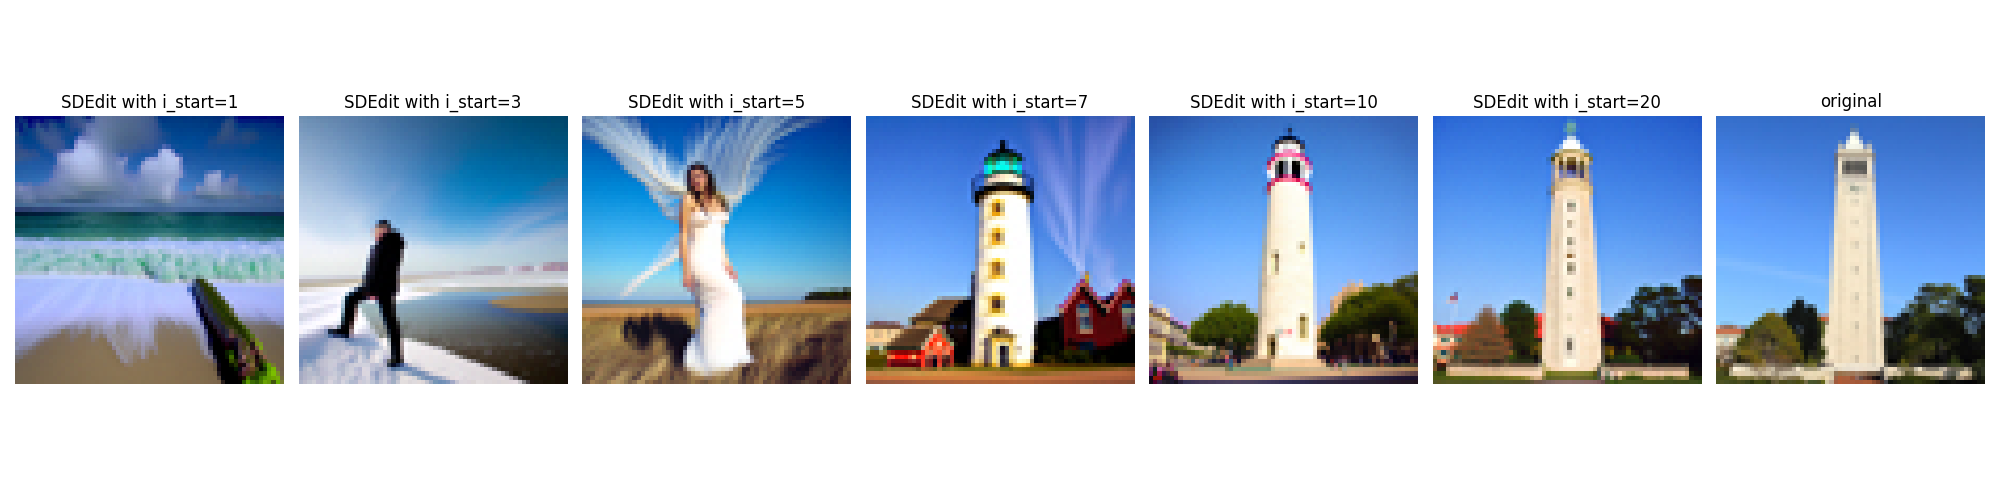 SDEdit with i_start=1
SDEdit with i_start=3
SDEdit with i_start=5
SDEdit with i_start=7
SDEdit with i_start=10
SDEdit with i_start=20
original